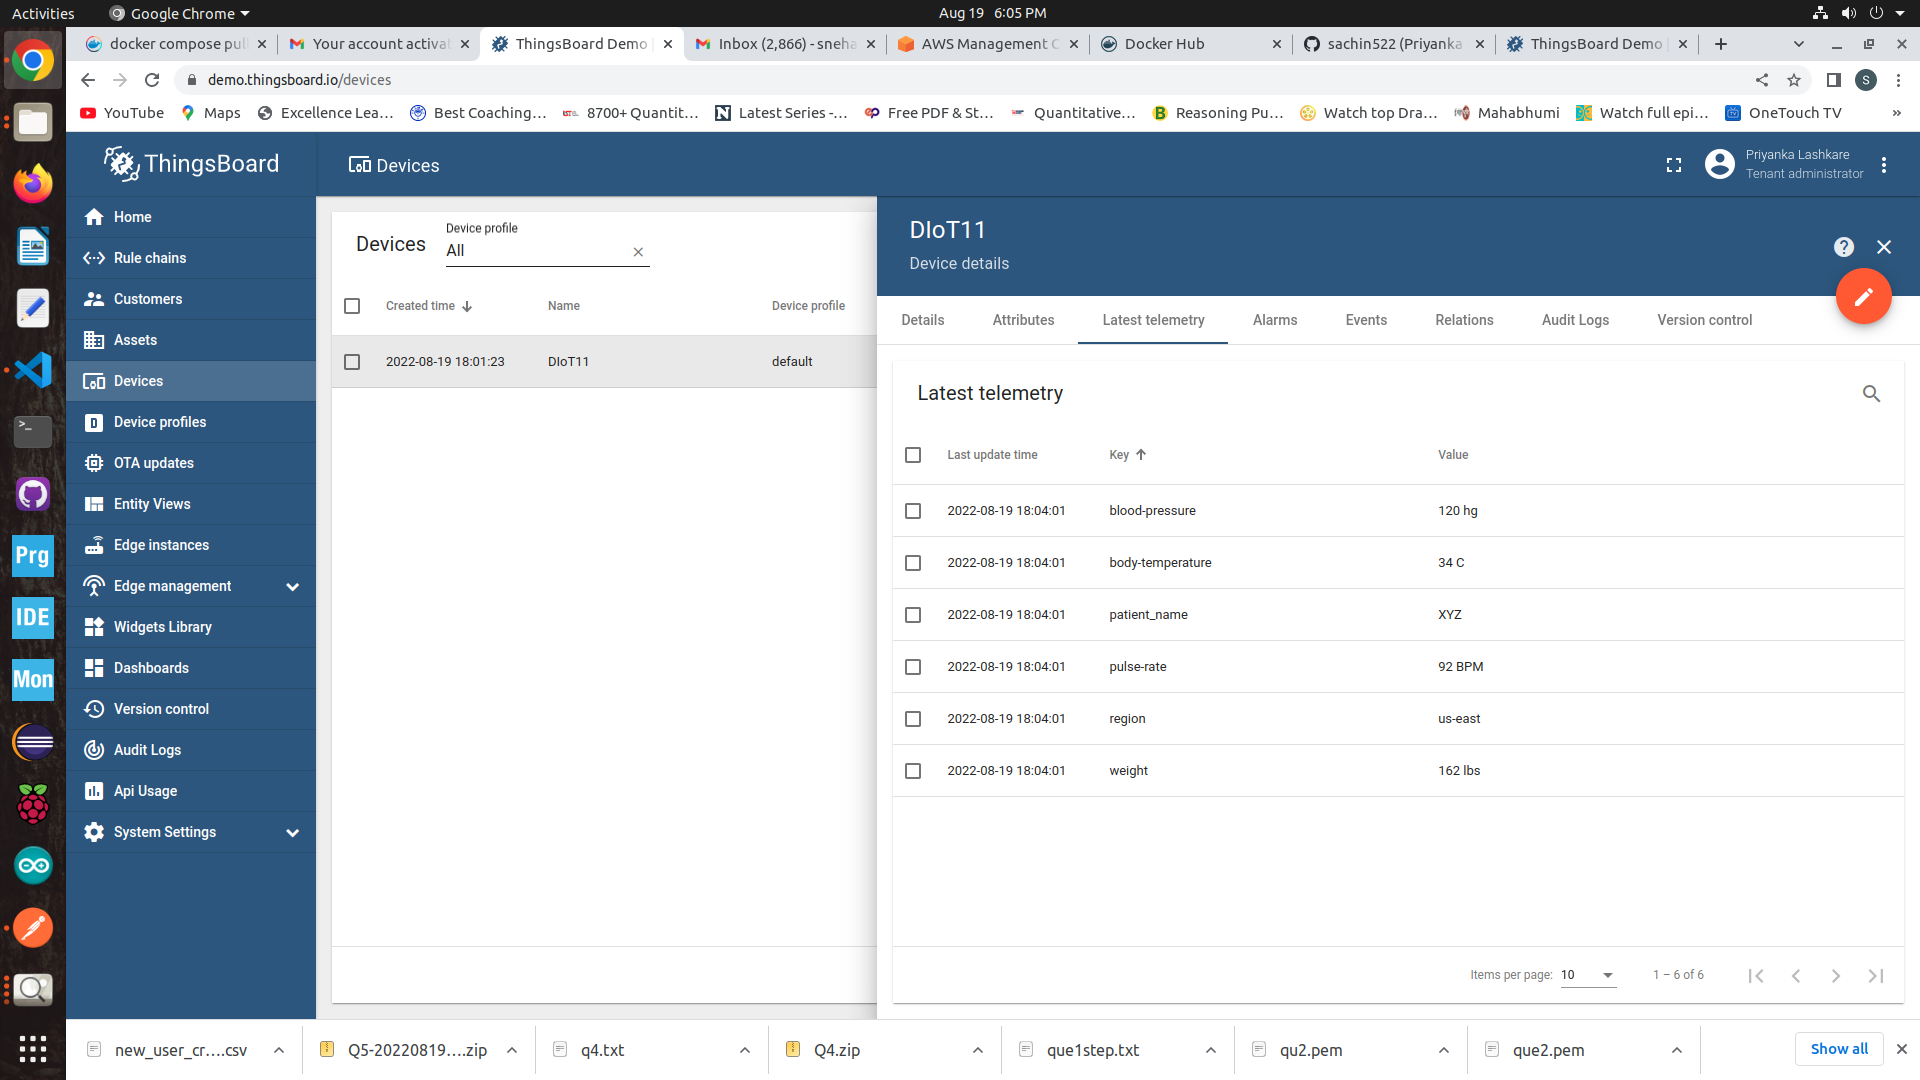 Activities
Google Chrome
Aug 19 6:05 PM
docker compose pul
Your account activa
ThingsBoard Demo
Inbox (2,866) - sneha
AWS Management C
Docker Hub
sachin522 (Priyanka
ThingsBoard Demo
demo.thingsboard.io/devices
S
YouTube
Maps
Excellence Lea...
Best Coaching...
8700+ Quantit...
Latest Series -...
Free PDF & St...
Quantitative...
Reasoning Pu...
Watch top Dra...
Mahabhumi
Watch full epi...
OneTouch TV
»
ThingsBoard
Devices
Priyanka Lashkare
Tenant administrator
Home
Rule chains
Customers
Assets
Devices
Device profiles
OTA updates
Entity Views
Edge instances
Edge management
Widgets Library
Dashboards
Version control
Audit Logs
Api Usage
System Settings
Prg
IDE
Mon
Devices
Device profile
All
Created time
Name
Device profile
2022-08-19 18:01:23
DIoT11
default
DIoT11
Device details
Details
Attributes
Latest telemetry
Alarms
Events
Relations
Audit Logs
Version control
Latest telemetry
Last update time
Key
Value
2022-08-19 18:04:01 blood-pressure 120 hg
2022-08-19 18:04:01 body-temperature 34 C
2022-08-19 18:04:01 patient_name XYZ
2022-08-19 18:04:01 pulse-rate 92 BPM
2022-08-19 18:04:01 region us-east
2022-08-19 18:04:01 weight 162 lbs
Items per page: 10
1 – 6 of 6
new_user_cr....csv
Q5-20220819....zip
q4.txt
Q4.zip
que1step.txt
qu2.pem
que2.pem
Show all